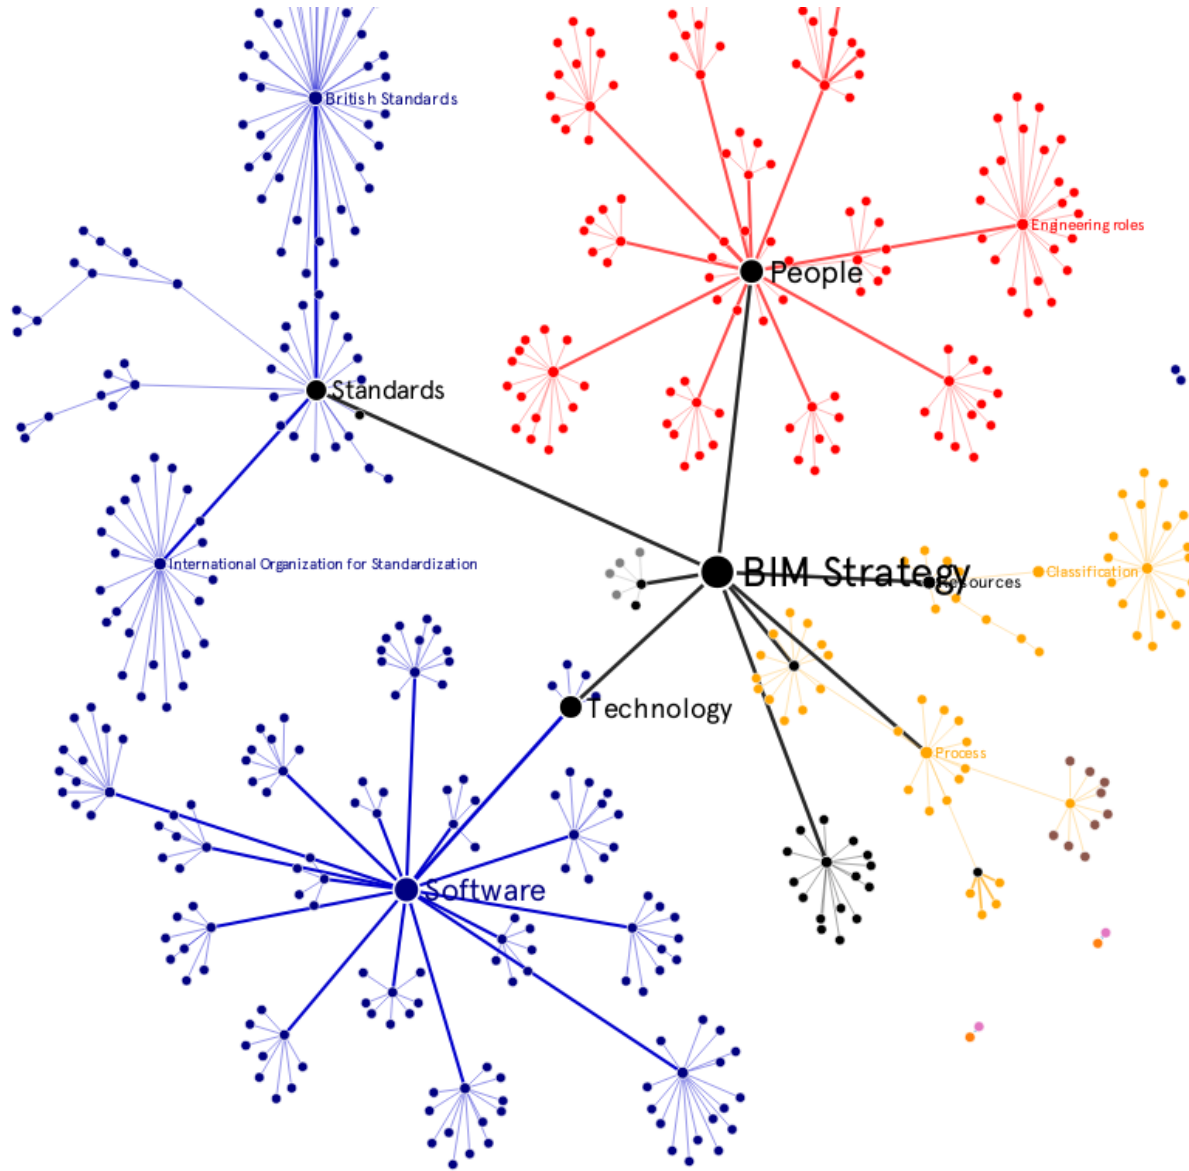 British Standards
Engineering roles
People
Standards
International Organization for Standardization
BIM Strategy
Resources
Classification
Technology
Process
Software